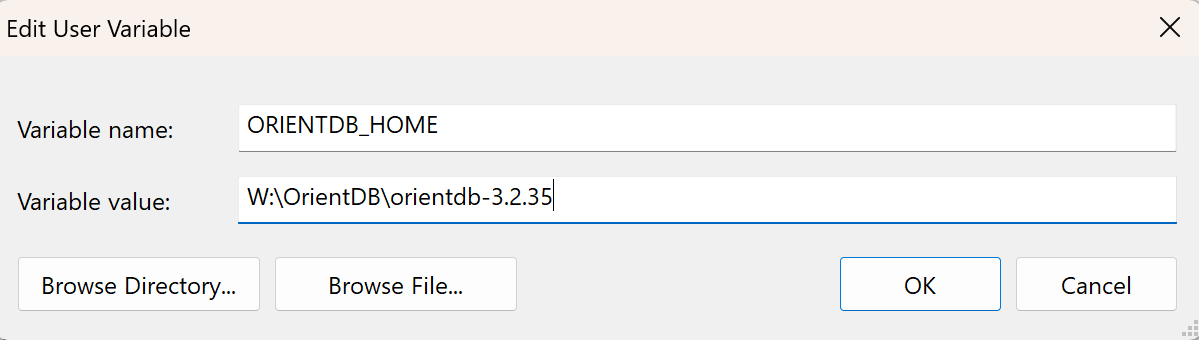 Edit User Variable
Variable name: ORIENTDB_HOME
Variable value: W:\OrientDB\orientdb-3.2.35
Browse Directory... Browse File... OK Cancel